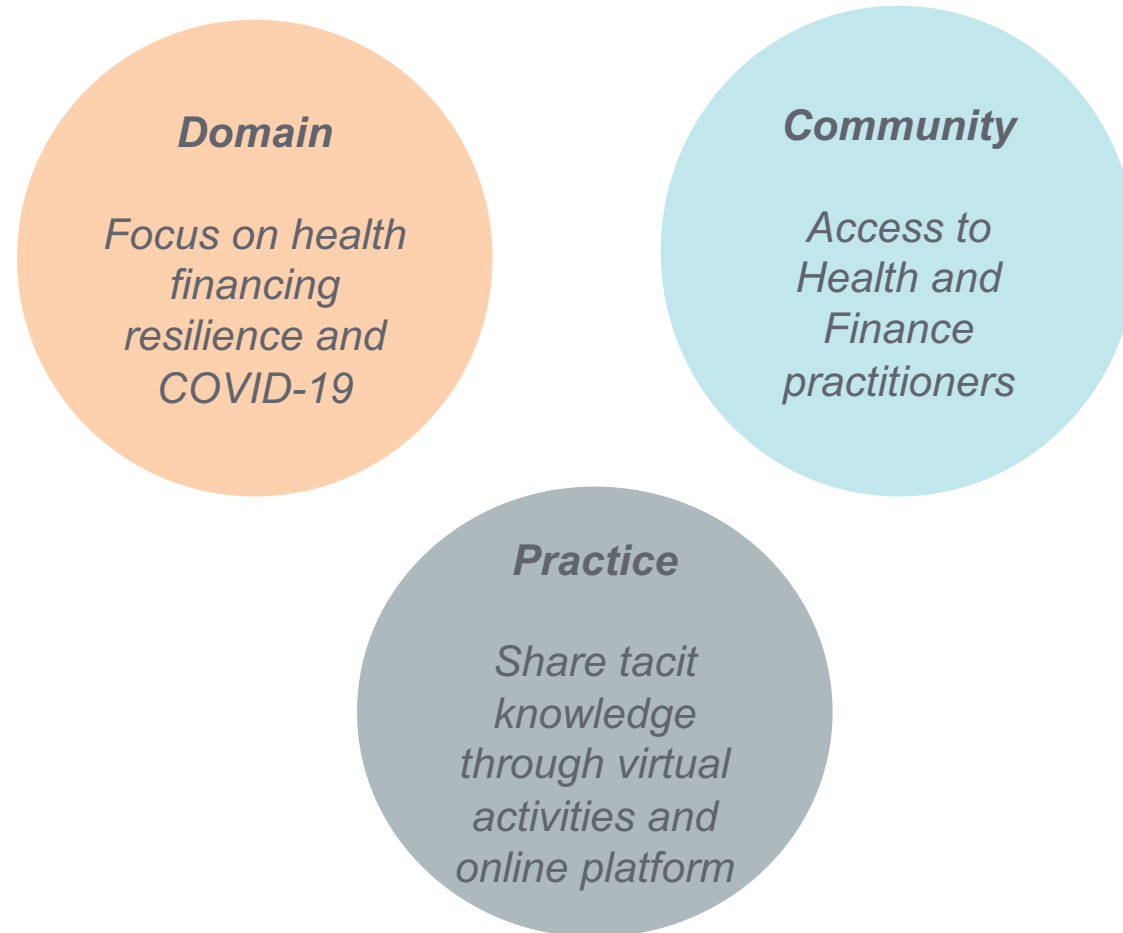 Domain
Focus on health
financing
resilience and
COVID-19
Community
Access to
Health and
Finance
practitioners
Practice
Share tacit
knowledge
through virtual
activities and
online platform